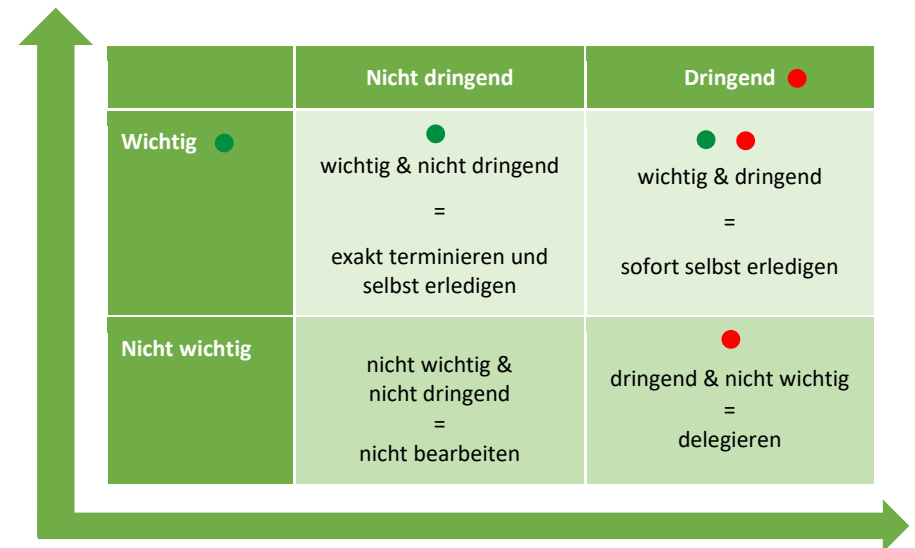 Nicht dringend
Dringend
Wichtig
wichtig & nicht dringend
=
exakt terminieren und
selbst erledigen
wichtig & dringend
=
sofort selbst erledigen
Nicht wichtig
nicht wichtig &
nicht dringend
=
nicht bearbeiten
dringend & nicht wichtig
=
delegieren